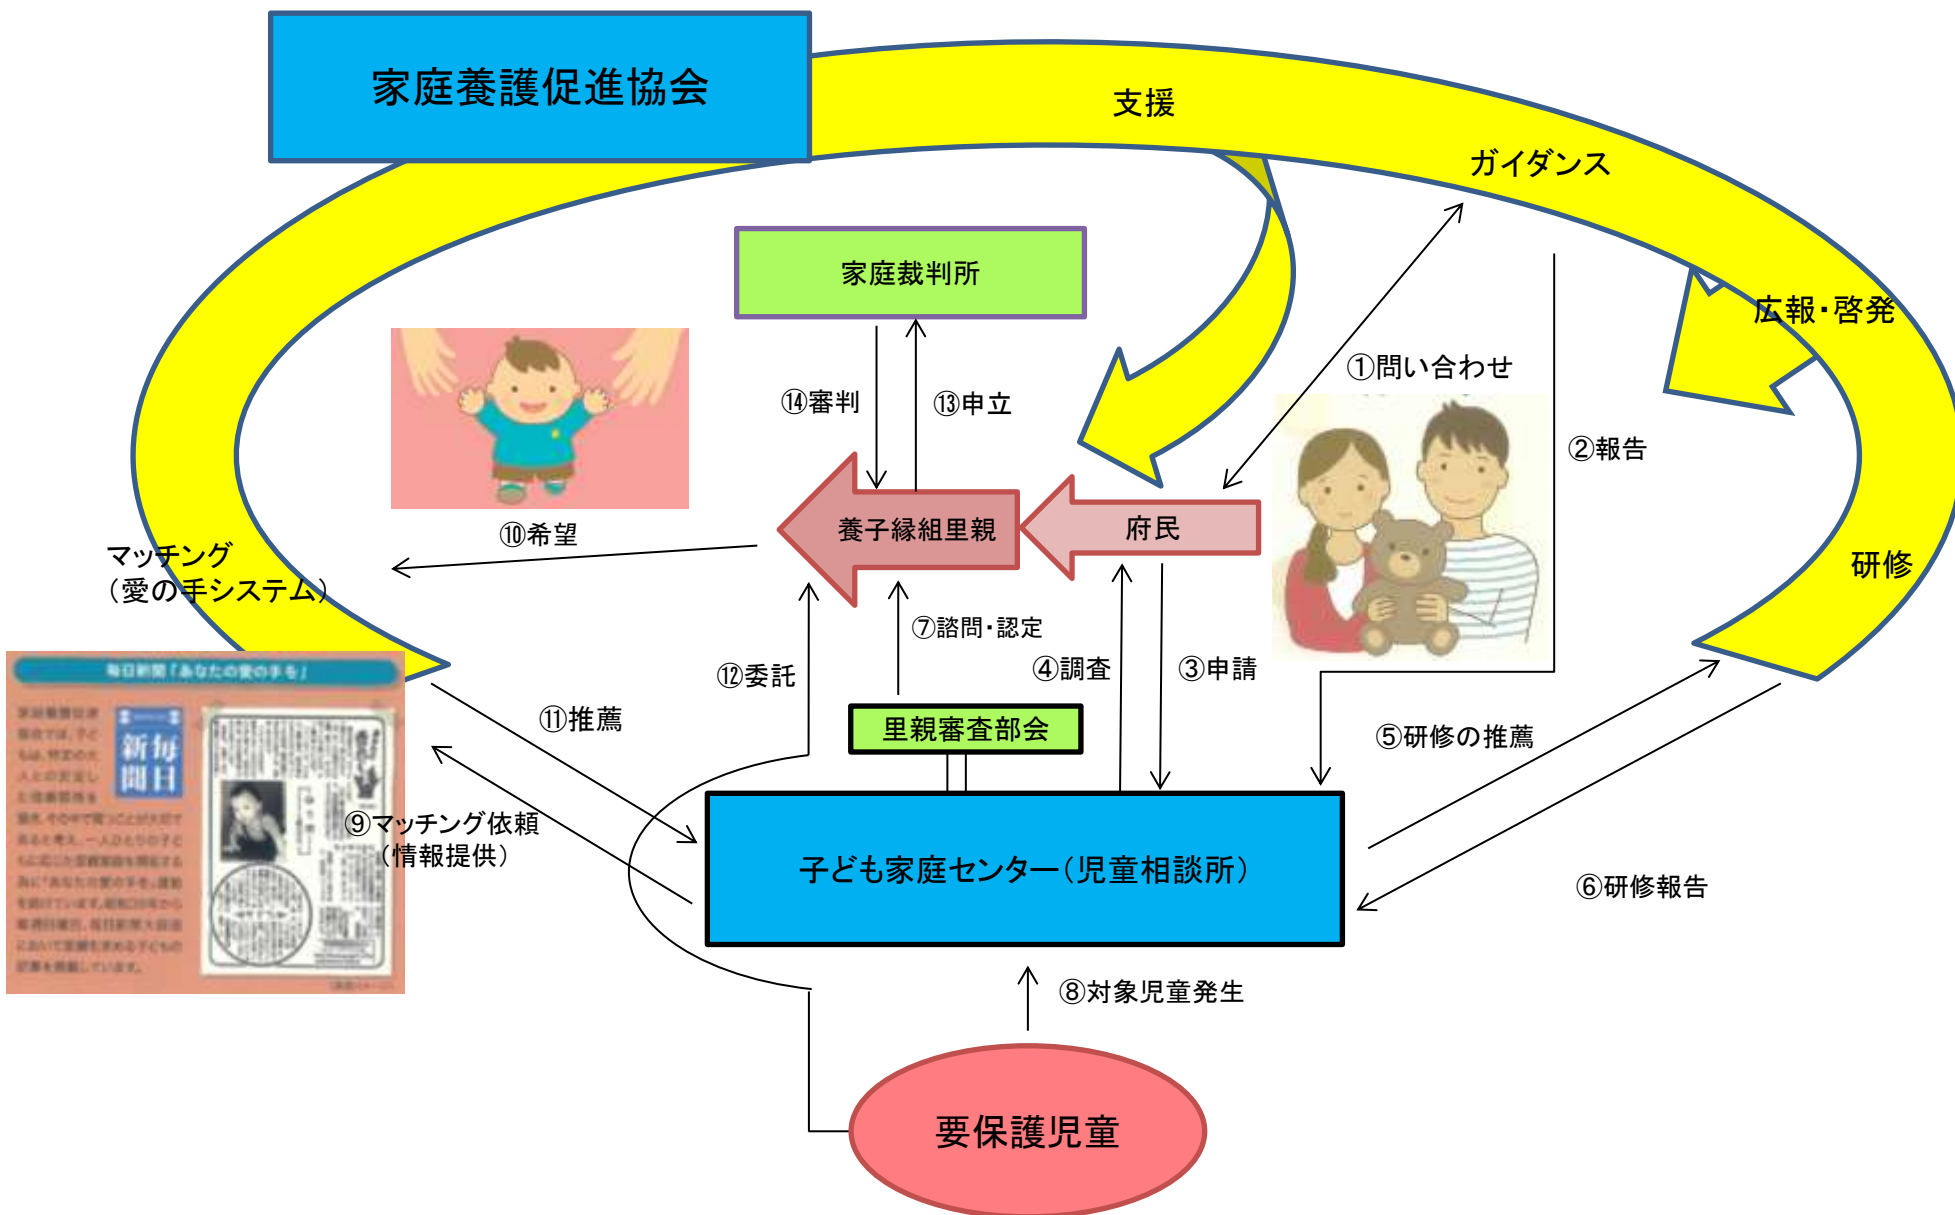 家庭養護促進協会
支援
ガイダンス
家庭裁判所
広報・啓発
①問い合わせ
⑭審判
⑬申立
②報告
養子縁組里親
府民
⑩希望
マッチング
（愛の手システム）
研修
⑦諮問・認定
⑫委託
④調査
③申請
毎日新聞「あなたの愛の手を」
⑪推薦
里親審査部会
⑤研修の推薦
毎日
新聞
⑨マッチング依頼
（情報提供）
子ども家庭センター（児童相談所）
⑥研修報告
⑧対象児童発生
要保護児童